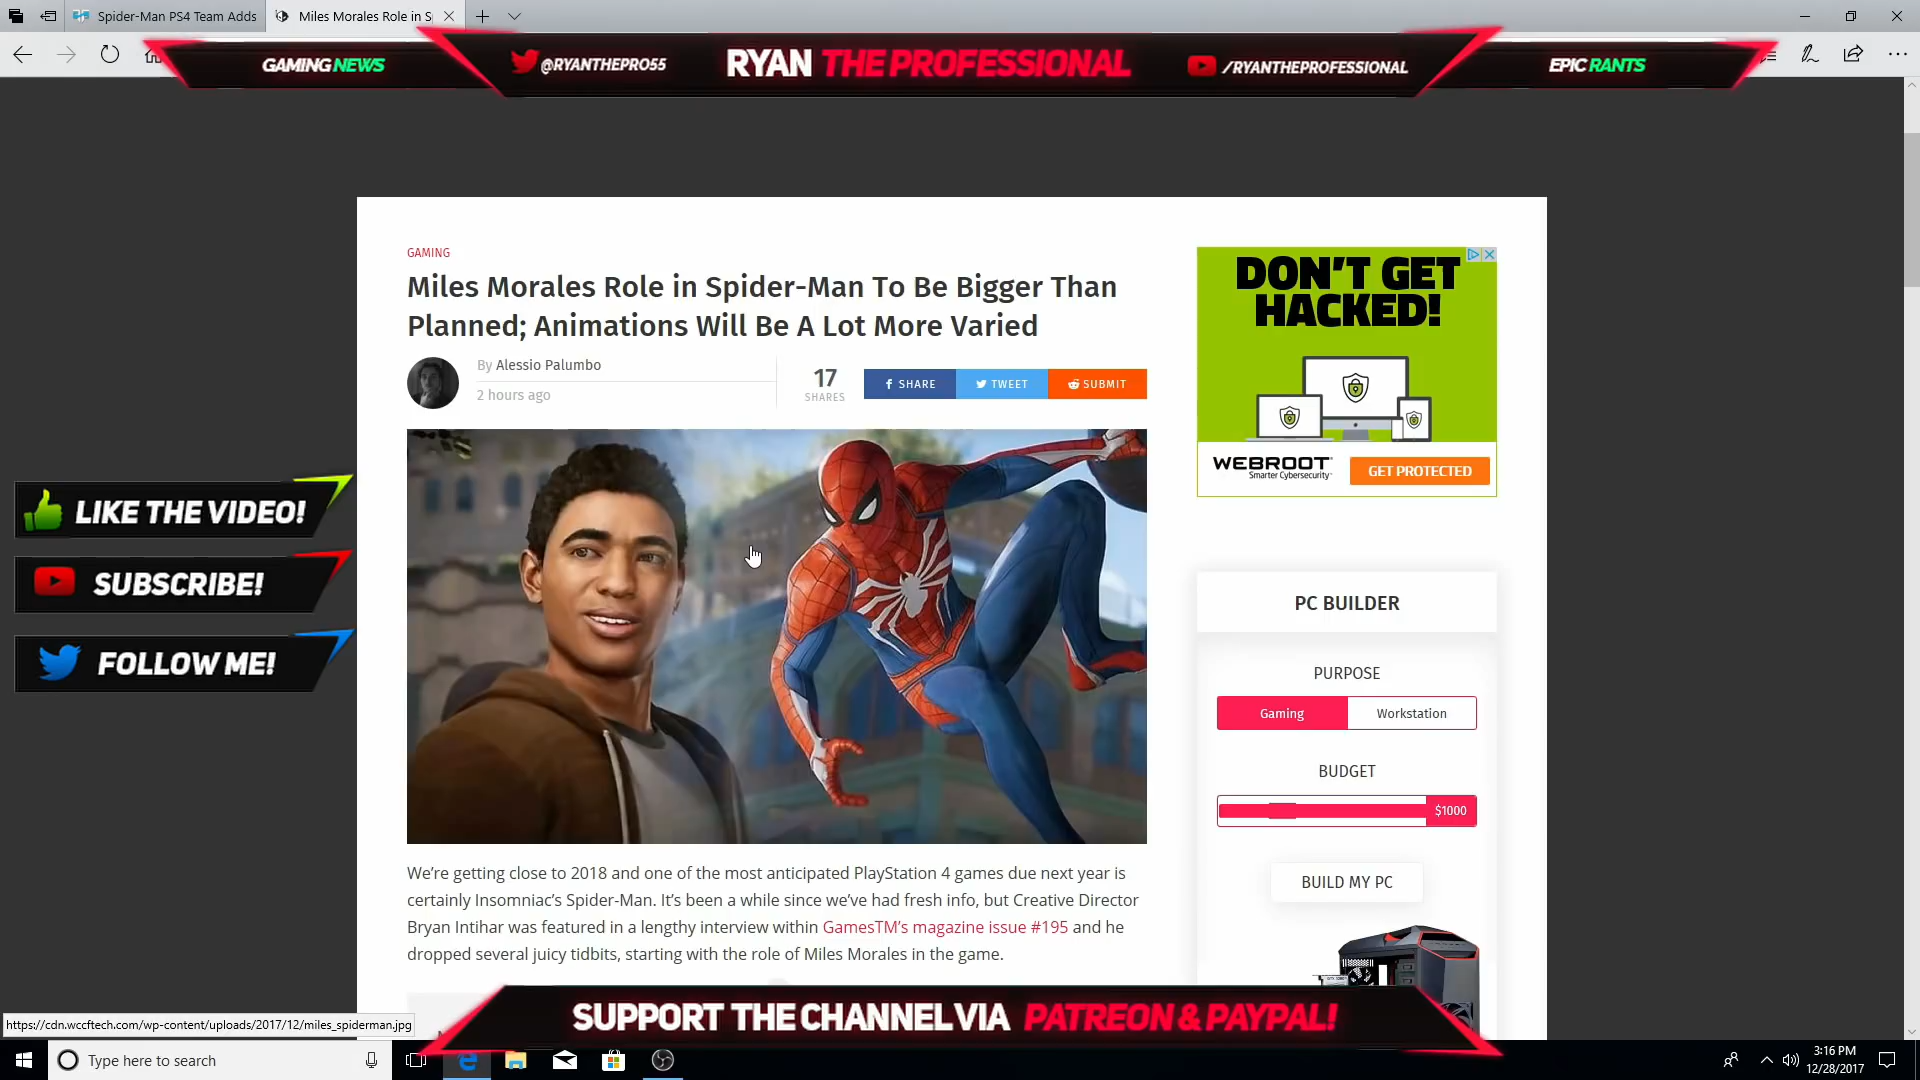 Spider-Man PS4 Team Adds
Miles Morales Role in S
GAMING NEWS
@RYANTHEPRO55
RYAN THE PROFESSIONAL
/RYANTHEPROFESSIONAL
EPIC RANTS
GAMING
Miles Morales Role in Spider-Man To Be Bigger Than
Planned; Animations Will Be A Lot More Varied
By Alessio Palumbo
2 hours ago
17
SHARES
SHARE
TWEET
SUBMIT
DON'T GET
HACKED!
WEBROOT
Smarter Cybersecurity
GET PROTECTED
LIKE THE VIDEO!
SUBSCRIBE!
FOLLOW ME!
PC BUILDER
PURPOSE
Gaming
Workstation
BUDGET
$1000
BUILD MY PC
We're getting close to 2018 and one of the most anticipated PlayStation 4 games due next year is
certainly Insomniac's Spider-Man. It's been a while since we've had fresh info, but Creative Director
Bryan Intihar was featured in a lengthy interview within GamesTM's magazine issue #195 and he
dropped several juicy tidbits, starting with the role of Miles Morales in the game.
SUPPORT THE CHANNEL VIA PATREON & PAYPAL!
https://cdn.wccftech.com/wp-content/uploads/2017/12/miles_spiderman.jpg
Type here to search
3:16 PM
12/28/2017